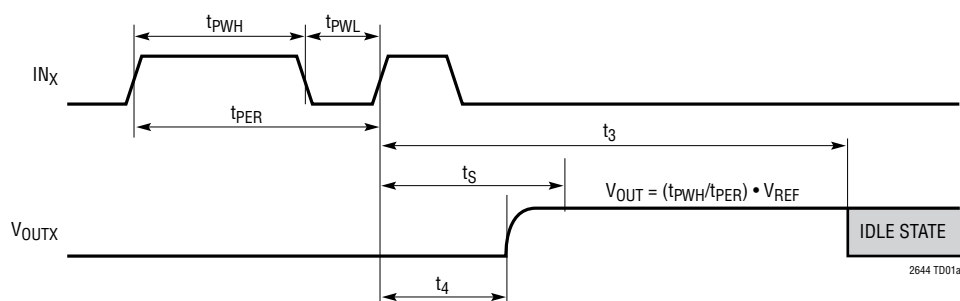 tPWH tPWL
INX
tPER
t3
tS
VOUT = (tPWH/tPER) • VREF
VOUTX
IDLE STATE
2644 TD01a
t4